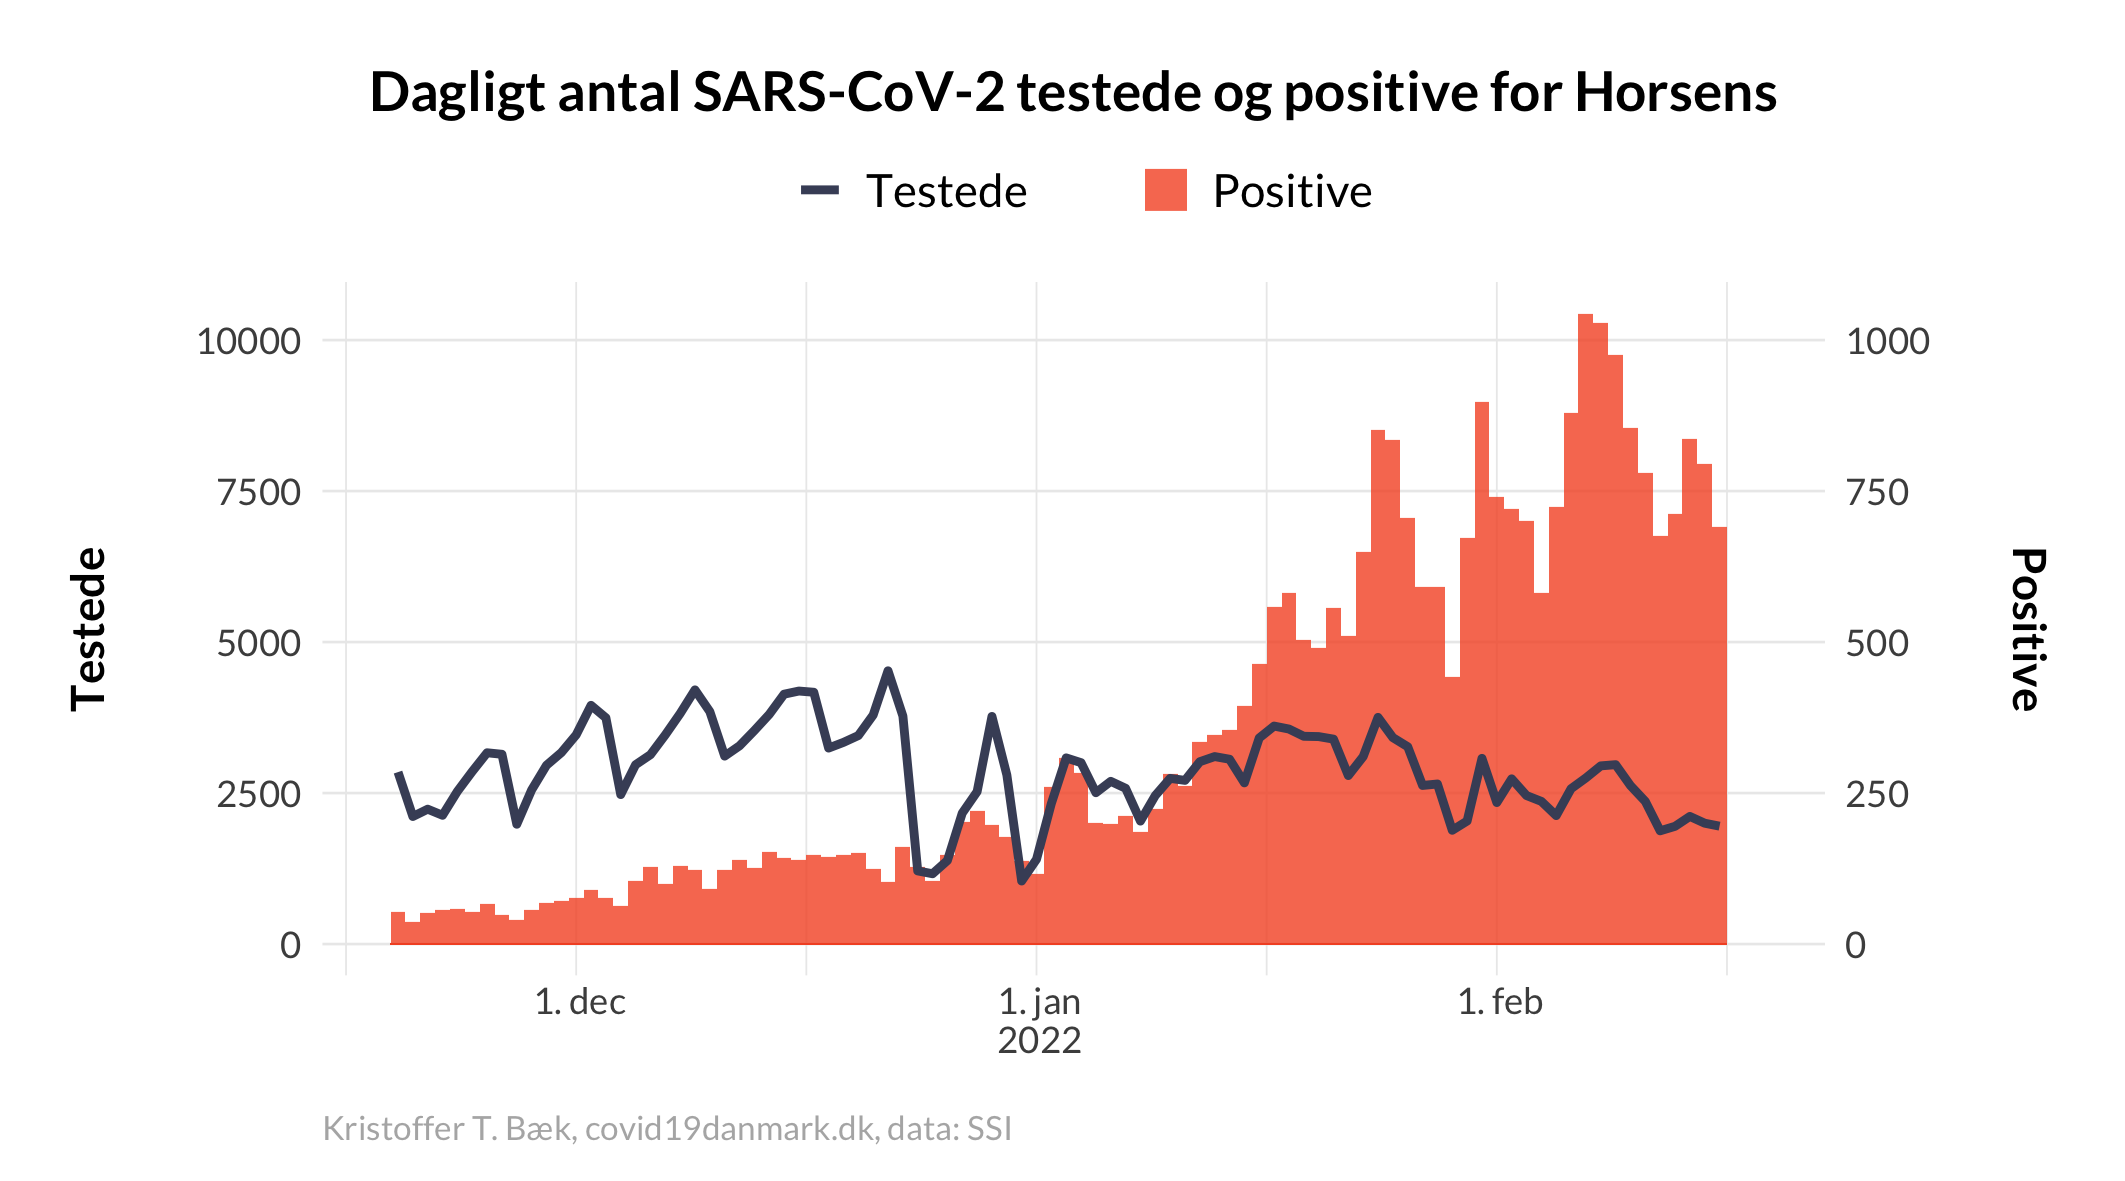 Dagligt antal SARS-CoV-2 testede og positive for Horsens
Testede
Positive
10000
7500
5000
2500
0
1000
750
500
250
0
Testede
Positive
1. dec
1. jan
2022
1. feb
Kristoffer T. Bæk, covid19danmark.dk, data: SSI